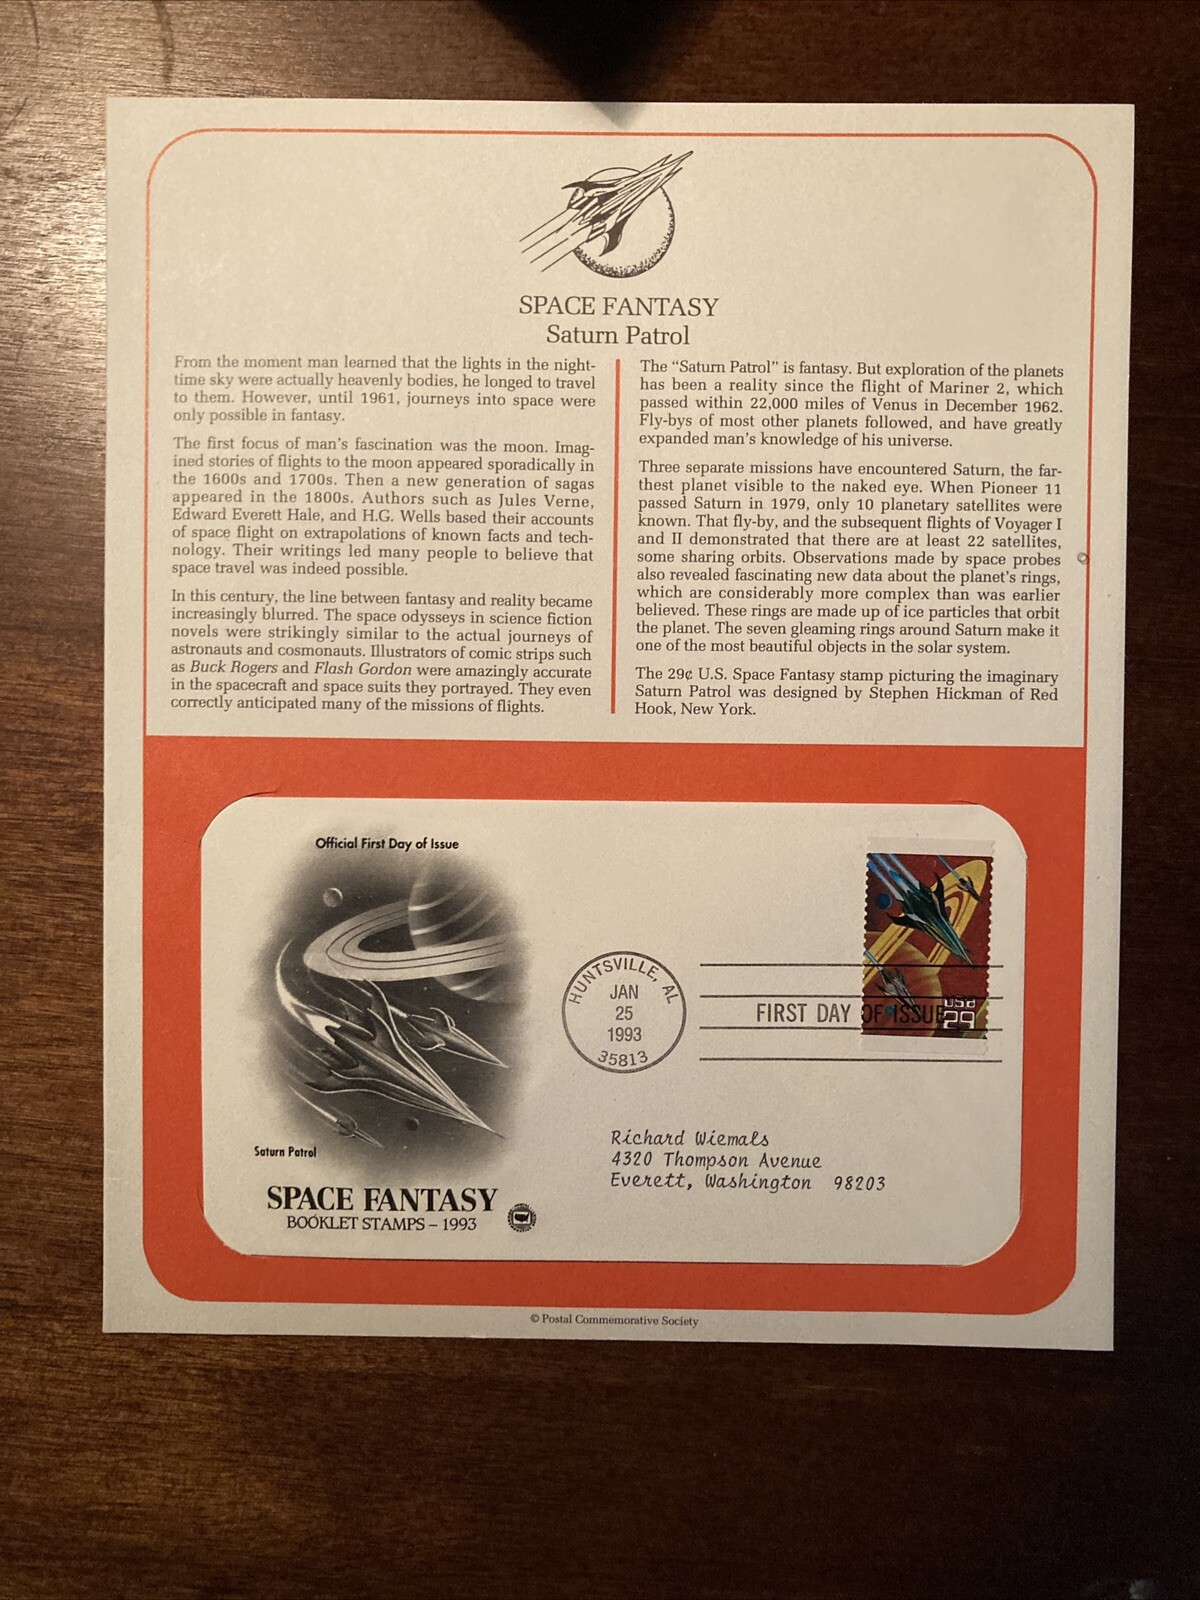 SPACE FANTASY
Saturn Patrol
From the moment man learned that the lights in the night-
time sky were actually heavenly bodies, he longed to travel
to them. However, until 1961, journeys into space were
only possible in fantasy.
The first focus of man's fascination was the moon. Imag-
ined stories of flights to the moon appeared sporadically in
the 1600s and 1700s. Then a new generation of sagas
appeared in the 1800s. Authors such as Jules Verne,
Edward Everett Hale, and H.G. Wells based their accounts
of space flight on extrapolations of known facts and tech-
nology. Their writings led many people to believe that
space travel was indeed possible.
In this century, the line between fantasy and reality became
increasingly blurred. The space odysseys in science fiction
novels were strikingly similar to the actual journeys of
astronauts and cosmonauts. Illustrators of comic strips such
as Buck Rogers and Flash Gordon were amazingly accurate
in the spacecraft and space suits they portrayed. They even
correctly anticipated many of the missions of flights.
The "Saturn Patrol" is fantasy. But exploration of the planets
has been a reality since the flight of Mariner 2, which
passed within 22,000 miles of Venus in December 1962.
Fly-bys of most other planets followed, and have greatly
expanded man's knowledge of his universe.
Three separate missions have encountered Saturn, the far-
thest planet visible to the naked eye. When Pioneer 11
passed Saturn in 1979, only 10 planetary satellites were
known. That fly-by, and the subsequent flights of Voyager I
and II demonstrated that there are at least 22 satellites,
some sharing orbits. Observations made by space probes
also revealed fascinating new data about the planet's rings,
which are considerably more complex than was earlier
believed. These rings are made up of ice particles that orbit
the planet. The seven gleaming rings around Saturn make it
one of the most beautiful objects in the solar system.
The 29¢ U.S. Space Fantasy stamp picturing the imaginary
Saturn Patrol was designed by Stephen Hickman of Red
Hook, New York.
Official First Day of Issue
Saturn Patrol
SPACE FANTASY
BOOKLET STAMPS – 1993
HUNTSVILLE, AL
JAN
25
1993
35813
FIRST DAY OF ISSUE
USA
29
Richard Wiemals
4320 Thompson Avenue
Everett, Washington 98203
© Postal Commemorative Society